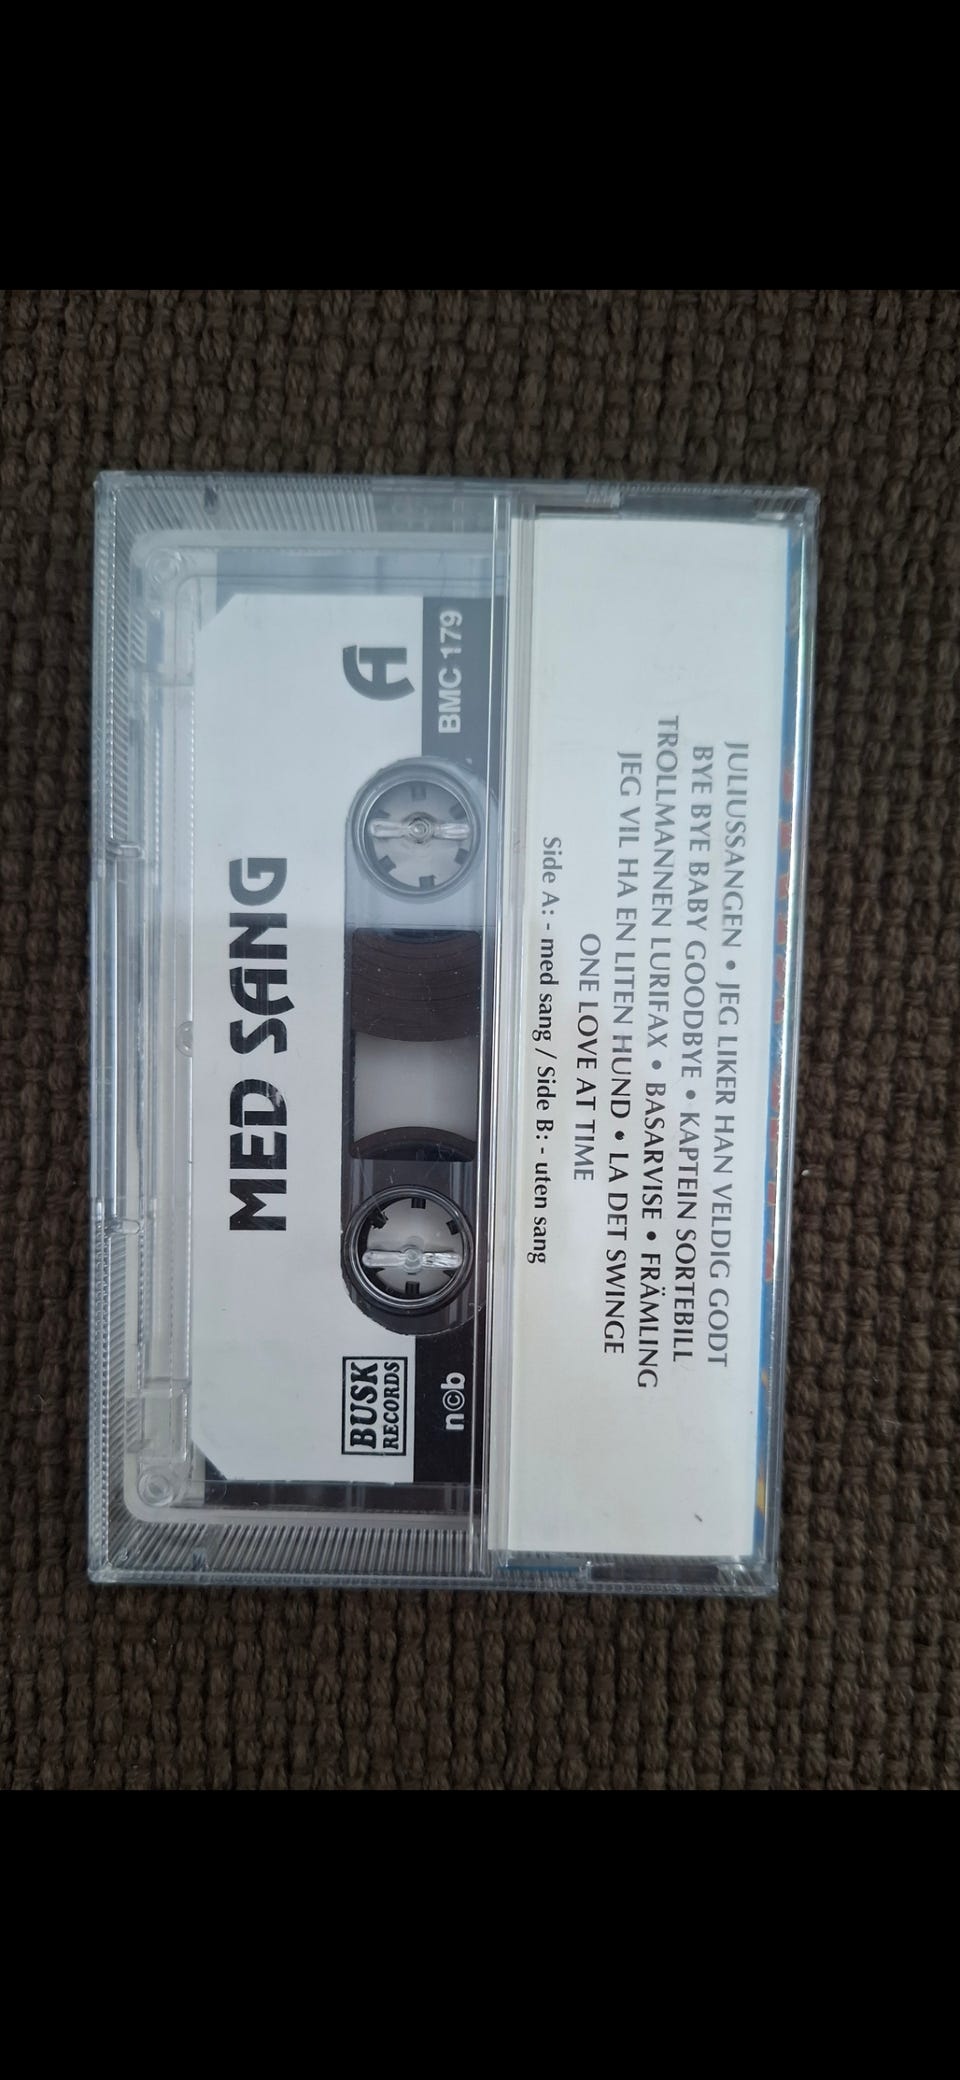 JULIUSSANGEN • JEG LIKER HAN VELDIG GODT
BYE BYE BABY GOODBYE • KAPTEIN SORTEBILL
TROLLMANNEN LURIFAX • BASARVISE • FRÄMLING
JEG VIL HA EN LITEN HUND • LA DET SWINGE
ONE LOVE AT TIME
Side A: - med sang / Side B: - uten sang
BMC 179
ncb
A
BUSK
RECORDS
MED SANG